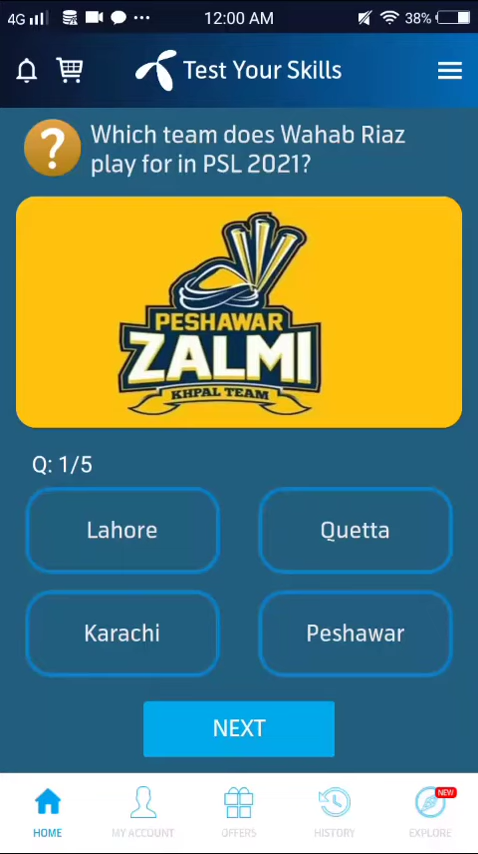 4G 12:00 AM 38%
Test Your Skills
?
Which team does Wahab Riaz
play for in PSL 2021?
PESHAWAR
ZALMI
KHPAL TEAM
Q: 1/5
Lahore
Quetta
Karachi
Peshawar
NEXT
NEW
HOME
MY ACCOUNT
OFFERS
HISTORY
EXPLORE